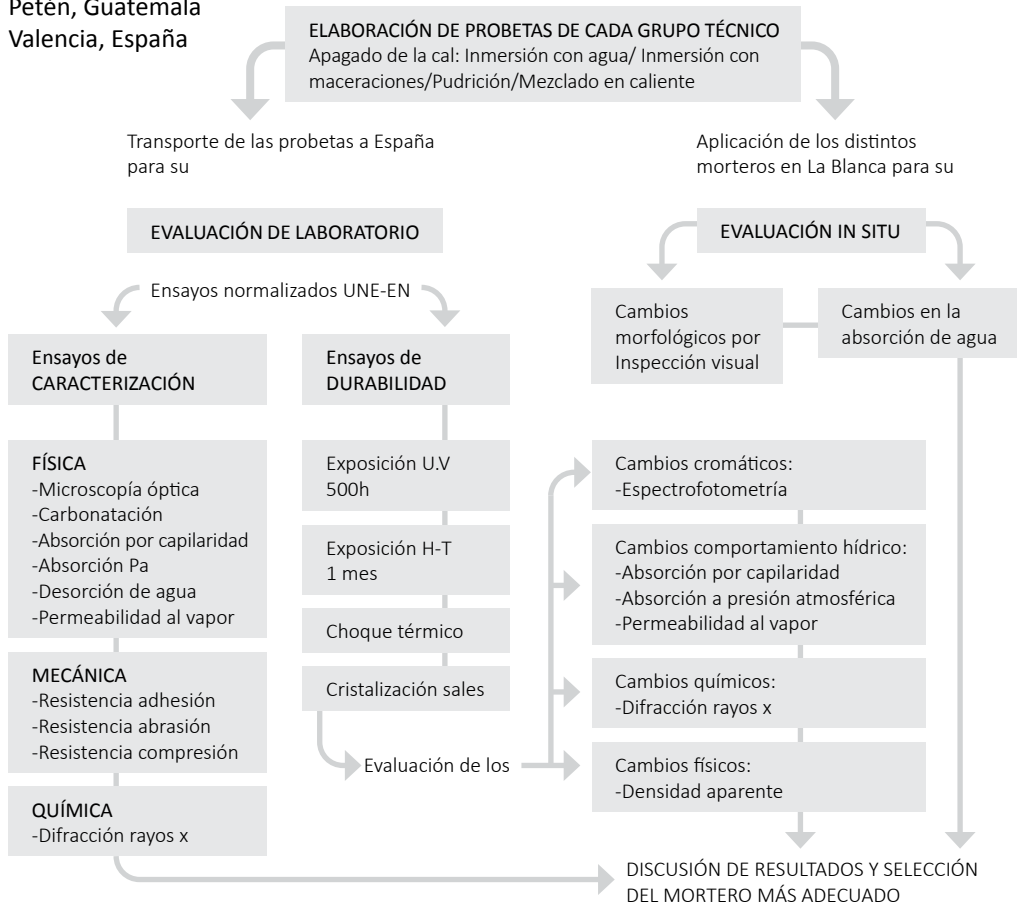 Petén, Guatemala
Valencia, España
ELABORACIÓN DE PROBETAS DE CADA GRUPO TÉCNICO
Apagado de la cal: Inmersión con agua/ Inmersión con
maceraciones/Pudrición/Mezclado en caliente
Transporte de las probetas a España
para su
Aplicación de los distintos
morteros en La Blanca para su
EVALUACIÓN DE LABORATORIO
EVALUACIÓN IN SITU
Ensayos normalizados UNE-EN
Cambios
morfológicos por
Inspección visual
Cambios en la
absorción de agua
Ensayos de
CARACTERIZACIÓN
Ensayos de
DURABILIDAD
FÍSICA
-Microscopía óptica
-Carbonatación
-Absorción por capilaridad
-Absorción Pa
-Desorción de agua
-Permeabilidad al vapor
MECÁNICA
-Resistencia adhesión
-Resistencia abrasión
-Resistencia compresión
QUÍMICA
-Difracción rayos x
Exposición U.V
500h
Exposición H-T
1 mes
Choque térmico
Cristalización sales
Evaluación de los
Cambios cromáticos:
-Espectrofotometría
Cambios comportamiento hídrico:
-Absorción por capilaridad
-Absorción a presión atmosférica
-Permeabilidad al vapor
Cambios químicos:
-Difracción rayos x
Cambios físicos:
-Densidad aparente
DISCUSIÓN DE RESULTADOS Y SELECCIÓN
DEL MORTERO MÁS ADECUADO